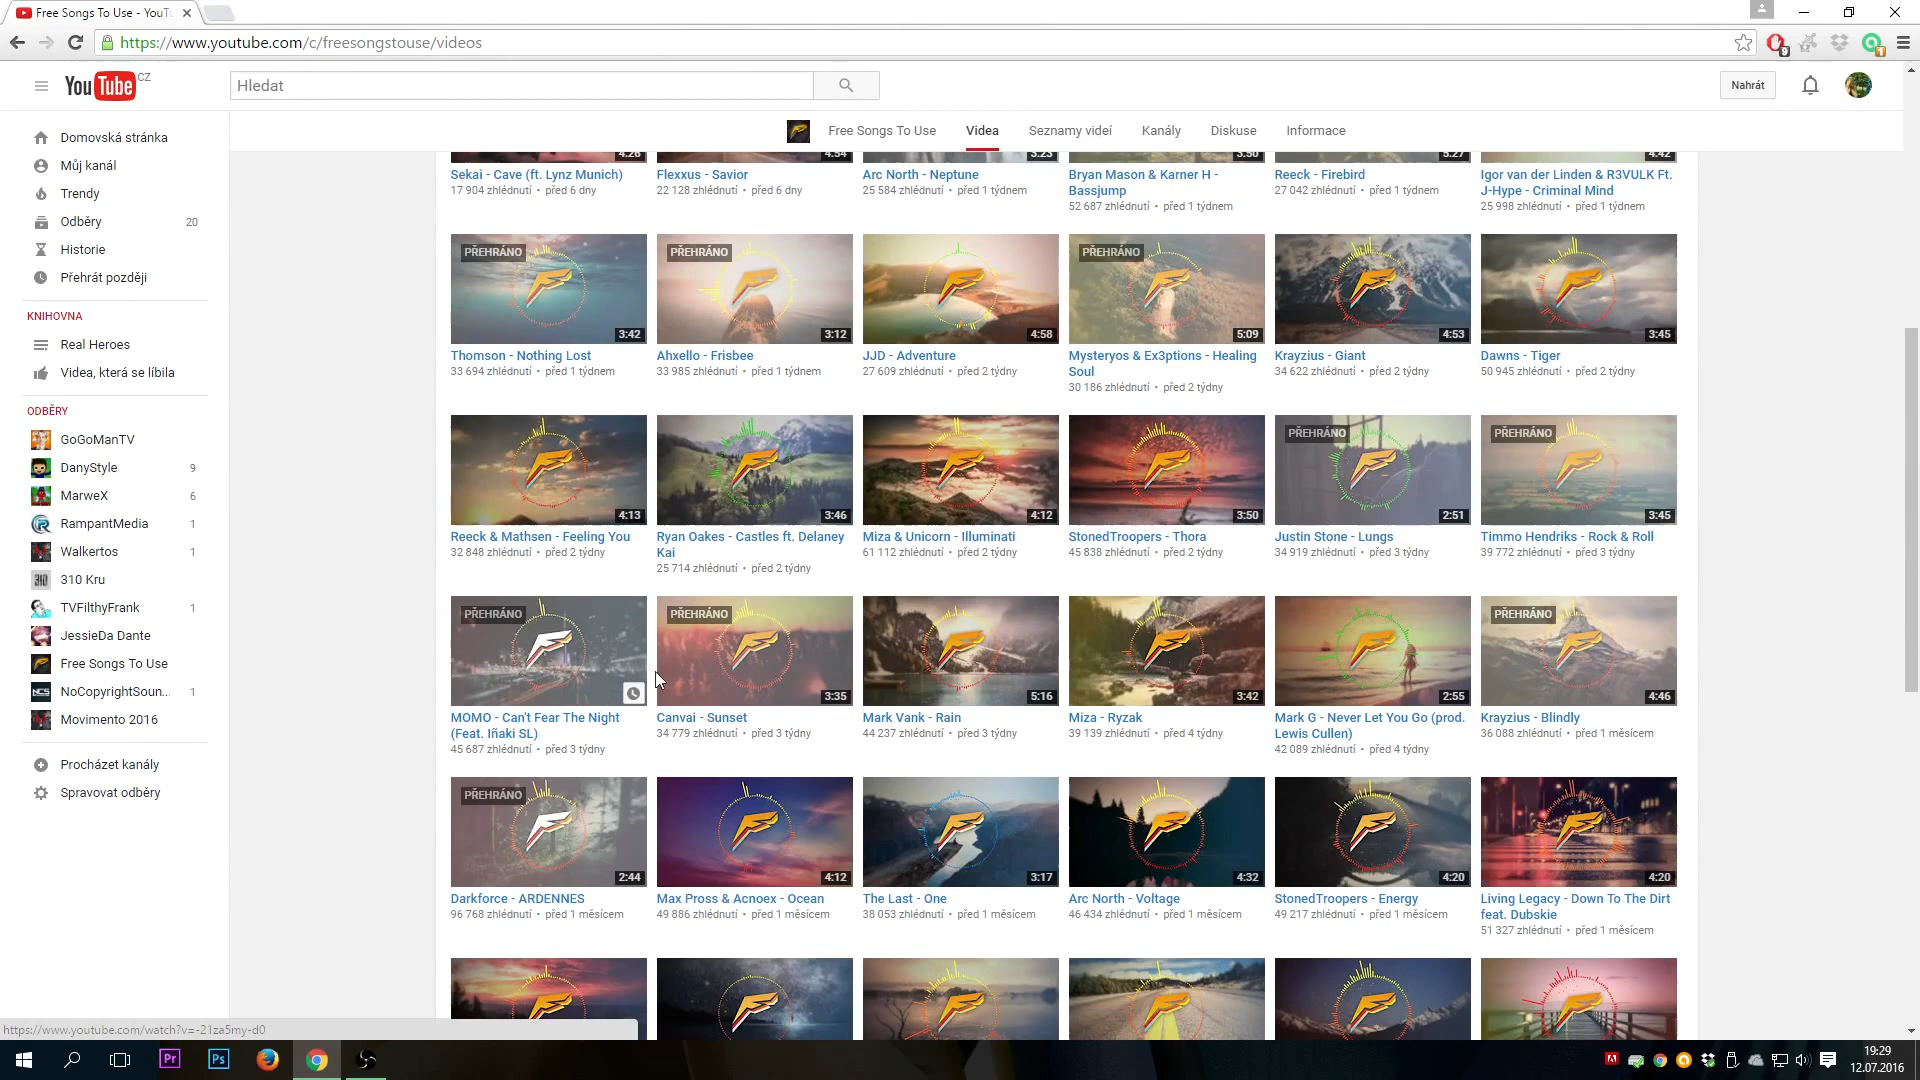 Free Songs To Use - YouT
https://www.youtube.com/c/freesongstouse/videos
YouTube CZ
Hledat
Nahrát
Free Songs To Use
Videa
Seznamy videí
Kanály
Diskuse
Informace
Domovská stránka
Můj kanál
Trendy
Odběry 20
Historie
Přehrát později
KNIHOVNA
Real Heroes
Videa, která se líbila
ODBĚRY
GoGoManTV
DanyStyle 9
MarweX 6
RampantMedia 1
Walkertos 1
310 Kru
TVFilthyFrank 1
JessieDa Dante
Free Songs To Use
NoCopyrightSoun... 1
Movimento 2016
Procházet kanály
Spravovat odběry
4:26
Sekai - Cave (ft. Lynz Munich)
17 904 zhlédnutí • před 6 dny
4:54
Flexxus - Savior
22 128 zhlédnutí • před 6 dny
3:23
Arc North - Neptune
25 584 zhlédnutí • před 1 týdnem
3:50
Bryan Mason & Karner H -
Bassjump
52 687 zhlédnutí • před 1 týdnem
5:27
Reeck - Firebird
27 042 zhlédnutí • před 1 týdnem
4:42
Igor van der Linden & R3VULK Ft.
J-Hype - Criminal Mind
25 998 zhlédnutí • před 1 týdnem
PŘEHRÁNO
3:42
Thomson - Nothing Lost
33 694 zhlédnutí • před 1 týdnem
PŘEHRÁNO
3:12
Ahxello - Frisbee
33 985 zhlédnutí • před 1 týdnem
4:58
JJD - Adventure
27 609 zhlédnutí • před 2 týdny
PŘEHRÁNO
5:09
Mysteryos & Ex3ptions - Healing
Soul
30 186 zhlédnutí • před 2 týdny
4:53
Krayzius - Giant
34 622 zhlédnutí • před 2 týdny
3:45
Dawns - Tiger
50 945 zhlédnutí • před 2 týdny
4:13
Reeck & Mathsen - Feeling You
32 848 zhlédnutí • před 2 týdny
3:46
Ryan Oakes - Castles ft. Delaney
Kai
25 714 zhlédnutí • před 2 týdny
4:12
Miza & Unicorn - Illuminati
61 112 zhlédnutí • před 2 týdny
3:50
StonedTroopers - Thora
45 838 zhlédnutí • před 2 týdny
PŘEHRÁNO
2:51
Justin Stone - Lungs
34 919 zhlédnutí • před 3 týdny
PŘEHRÁNO
3:45
Timmo Hendriks - Rock & Roll
39 772 zhlédnutí • před 3 týdny
PŘEHRÁNO
MOMO - Can't Fear The Night
(Feat. Iñaki SL)
45 687 zhlédnutí • před 3 týdny
PŘEHRÁNO
3:35
Canvai - Sunset
34 779 zhlédnutí • před 3 týdny
5:16
Mark Vank - Rain
44 237 zhlédnutí • před 3 týdny
3:42
Miza - Ryzak
39 139 zhlédnutí • před 4 týdny
2:55
Mark G - Never Let You Go (prod.
Lewis Cullen)
42 089 zhlédnutí • před 4 týdny
PŘEHRÁNO
4:46
Krayzius - Blindly
36 088 zhlédnutí • před 1 měsícem
PŘEHRÁNO
2:44
Darkforce - ARDENNES
96 768 zhlédnutí • před 1 měsícem
4:12
Max Pross & Acnoex - Ocean
49 886 zhlédnutí • před 1 měsícem
3:17
The Last - One
38 053 zhlédnutí • před 1 měsícem
4:32
Arc North - Voltage
46 434 zhlédnutí • před 1 měsícem
4:20
StonedTroopers - Energy
49 217 zhlédnutí • před 1 měsícem
4:20
Living Legacy - Down To The Dirt
feat. Dubskie
51 327 zhlédnutí • před 1 měsícem
https://www.youtube.com/watch?v=-21za5my-d0
Pr
Ps
19:29
12.07.2016